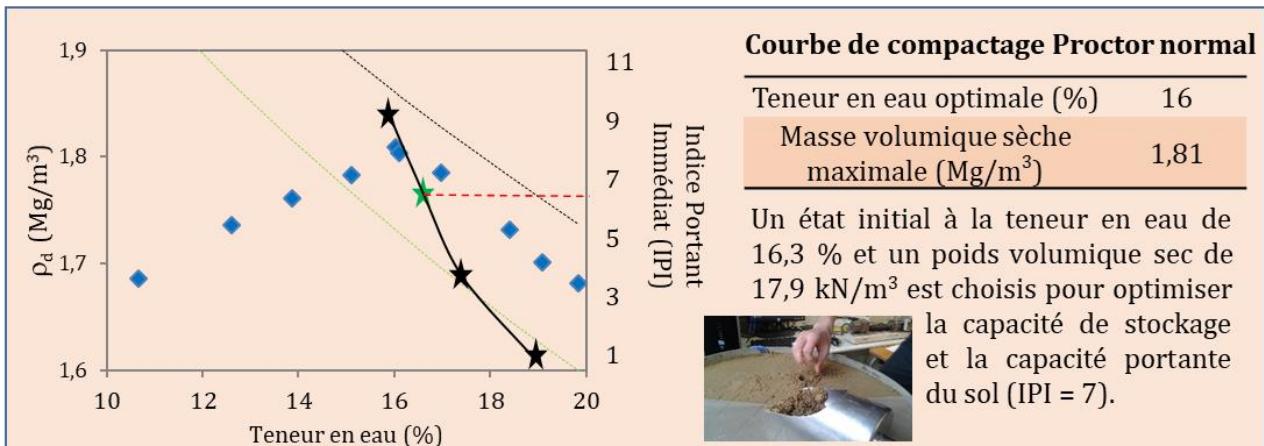 1,9
1,8
1,7
1,6
ρd (Mg/m³)
10
12
14
16
18
20
Teneur en eau (%)
11
9
7
5
3
1
Indice Portant
Immédiat (IPI)
Courbe de compactage Proctor normal
Teneur en eau optimale (%) 16
Masse volumique sèche
maximale (Mg/m³) 1,81
Un état initial à la teneur en eau de
16,3 % et un poids volumique sec de
17,9 kN/m³ est choisis pour optimiser
la capacité de stockage
et la capacité portante
du sol (IPI = 7).